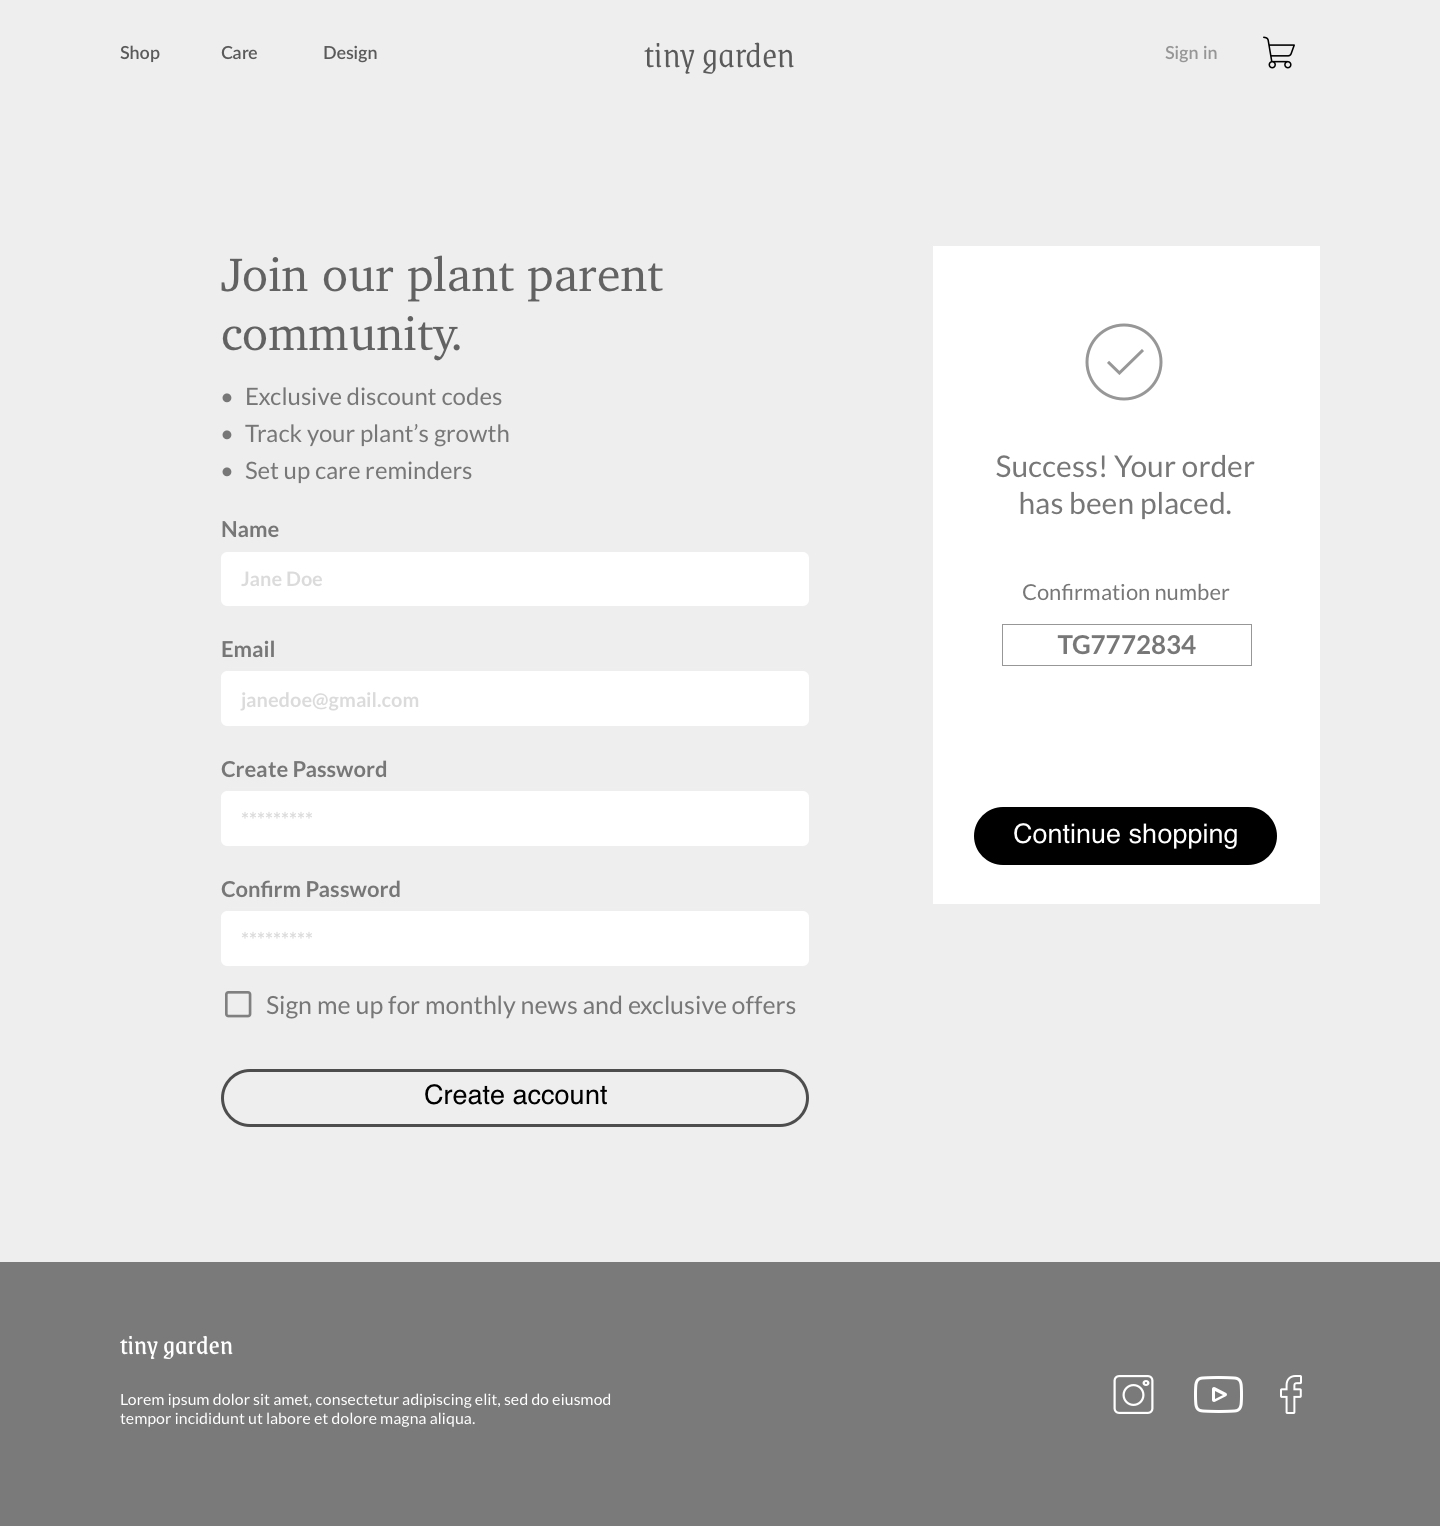 Shop
Care
Design
tiny garden
Sign in
Join our plant parent
community.
• Exclusive discount codes
• Track your plant’s growth
• Set up care reminders
Name
Jane Doe
Email
janedoe@gmail.com
Create Password
*********
Confirm Password
*********
Sign me up for monthly news and exclusive offers
Create account
Success! Your order
has been placed.
Confirmation number
TG7772834
Continue shopping
tiny garden
Lorem ipsum dolor sit amet, consectetur adipiscing elit, sed do eiusmod
tempor incididunt ut labore et dolore magna aliqua.